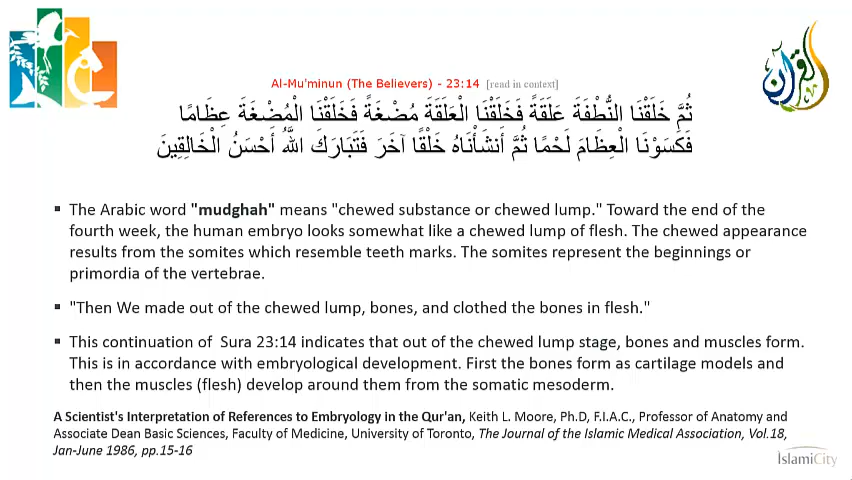 القرآن
Al-Mu'minun (The Believers) - 23:14 [read in context]
ثُمَّ خَلَقْنَا النُّطْفَةَ عَلَقَةً فَخَلَقْنَا الْعَلَقَةَ مُضْغَةً فَخَلَقْنَا الْمُضْغَةَ عِظَامًا
فَكَسَوْنَا الْعِظَامَ لَحْمًا ثُمَّ أَنشَأْنَاهُ خَلْقًا آخَرَ فَتَبَارَكَ اللَّهُ أَحْسَنُ الْخَالِقِينَ
▪ The Arabic word "mudghah" means "chewed substance or chewed lump." Toward the end of the
fourth week, the human embryo looks somewhat like a chewed lump of flesh. The chewed appearance
results from the somites which resemble teeth marks. The somites represent the beginnings or
primordia of the vertebrae.
▪ "Then We made out of the chewed lump, bones, and clothed the bones in flesh."
▪ This continuation of Sura 23:14 indicates that out of the chewed lump stage, bones and muscles form.
This is in accordance with embryological development. First the bones form as cartilage models and
then the muscles (flesh) develop around them from the somatic mesoderm.
A Scientist's Interpretation of References to Embryology in the Qur'an, Keith L. Moore, Ph.D, F.I.A.C., Professor of Anatomy and
Associate Dean Basic Sciences, Faculty of Medicine, University of Toronto, The Journal of the Islamic Medical Association, Vol.18,
Jan-June 1986, pp.15-16
IslamiCity